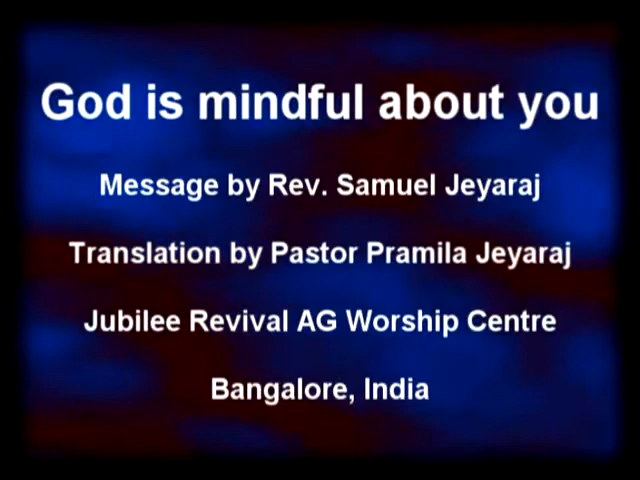 God is mindful about you
Message by Rev. Samuel Jeyaraj
Translation by Pastor Pramila Jeyaraj
Jubilee Revival AG Worship Centre
Bangalore, India